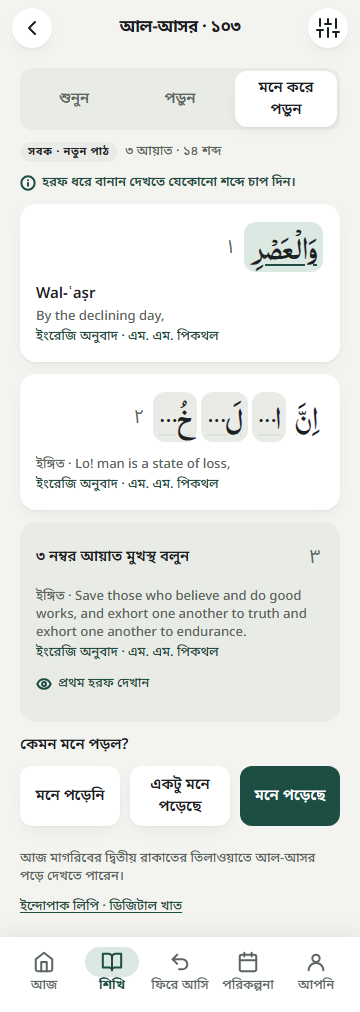 আল-আসর · ১০৩
শুনুন
পড়ুন
মনে করে
পড়ুন
সবক · নতুন পাঠ
৩ আয়াত · ১৪ শব্দ
হরফ ধরে বানান দেখতে যেকোনো শব্দে চাপ দিন।
وَالۡعَصۡرِ ١
Wal-ʿaṣr
By the declining day,
ইংরেজি অনুবাদ · এম. এম. পিকথল
اِنَّ ا... لَ... خُ... ٢
ইঙ্গিত · Lo! man is a state of loss,
ইংরেজি অনুবাদ · এম. এম. পিকথল
৩ নম্বর আয়াত মুখস্থ বলুন
٣
ইঙ্গিত · Save those who believe and do good
works, and exhort one another to truth and
exhort one another to endurance.
ইংরেজি অনুবাদ · এম. এম. পিকথল
প্রথম হরফ দেখান
কেমন মনে পড়ল?
মনে পড়েনি
একটু মনে
পড়েছে
মনে পড়েছে
আজ মাগরিবের দ্বিতীয় রাকাতের তিলাওয়াতে আল-আসর
পড়ে দেখতে পারেন।
ইন্দোপাক লিপি · ডিজিটাল খাত
আজ
শিখি
ফিরে আসি
পরিকল্পনা
আপনি